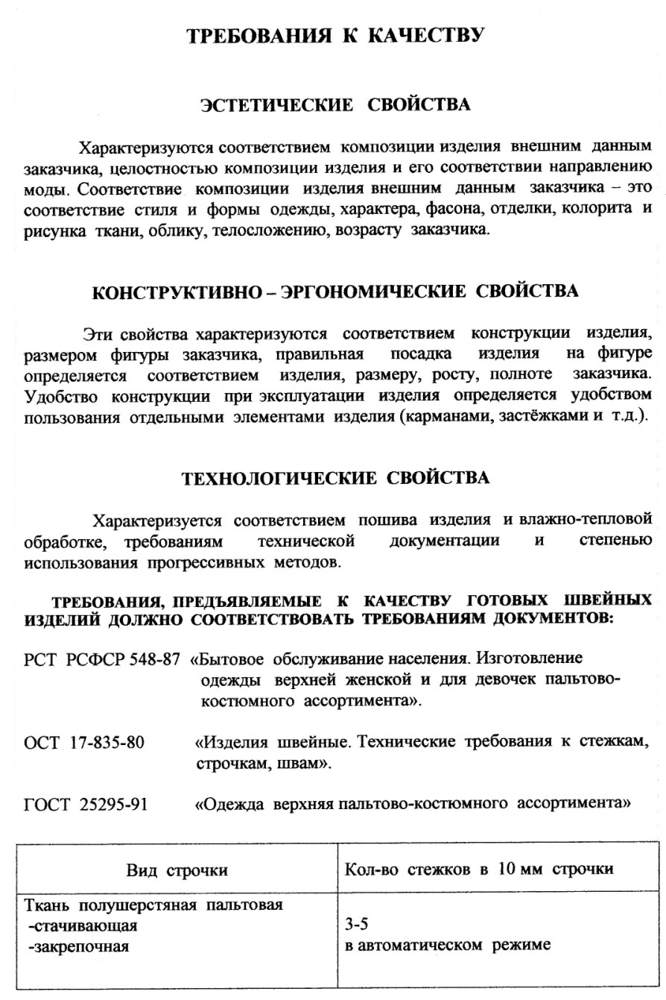 ТРЕБОВАНИЯ К КАЧЕСТВУ
ЭСТЕТИЧЕСКИЕ СВОЙСТВА
Характеризуются соответствием композиции изделия внешним данным
заказчика, целостностью композиции изделия и его соответствии направлению
моды. Соответствие композиции изделия внешним данным заказчика – это
соответствие стиля и формы одежды, характера, фасона, отделки, колорита и
рисунка ткани, облику, телосложению, возрасту заказчика.
КОНСТРУКТИВНО – ЭРГОНОМИЧЕСКИЕ СВОЙСТВА
Эти свойства характеризуются соответствием конструкции изделия,
размером фигуры заказчика, правильная посадка изделия на фигуре
определяется соответствием изделия, размеру, росту, полноте заказчика.
Удобство конструкции при эксплуатации изделия определяется удобством
пользования отдельными элементами изделия (карманами, застёжками и т.д.).
ТЕХНОЛОГИЧЕСКИЕ СВОЙСТВА
Характеризуется соответствием пошива изделия и влажно-тепловой
обработке, требованиям технической документации и степенью
использования прогрессивных методов.
ТРЕБОВАНИЯ, ПРЕДЪЯВЛЯЕМЫЕ К КАЧЕСТВУ ГОТОВЫХ ШВЕЙНЫХ
ИЗДЕЛИЙ ДОЛЖНО СООТВЕТСТВОВАТЬ ТРЕБОВАНИЯМ ДОКУМЕНТОВ:
РСТ РСФСР 548-87 «Бытовое обслуживание населения. Изготовление
одежды верхней женской и для девочек пальтово-
костюмного ассортимента».
ОСТ 17-835-80 «Изделия швейные. Технические требования к стежкам,
строчкам, швам».
ГОСТ 25295-91 «Одежда верхняя пальтово-костюмного ассортимента»
Вид строчки Кол-во стежков в 10 мм строчки
Ткань полушерстяная пальтовая
-стачивающая 3-5
-закрепочная в автоматическом режиме